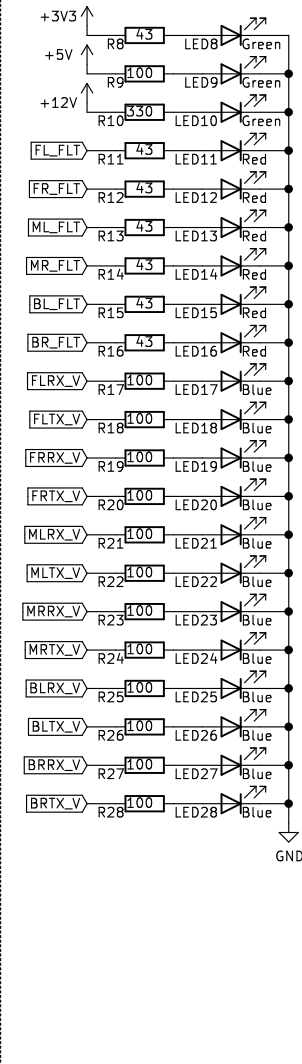 +3V3
R8 43 LED8 Green
+5V
R9 100 LED9 Green
+12V
R10 330 LED10 Green
FL_FLT R11 43 LED11 Red
FR_FLT R12 43 LED12 Red
ML_FLT R13 43 LED13 Red
MR_FLT R14 43 LED14 Red
BL_FLT R15 43 LED15 Red
BR_FLT R16 43 LED16 Red
FLRX_V R17 100 LED17 Blue
FLTX_V R18 100 LED18 Blue
FRRX_V R19 100 LED19 Blue
FRTX_V R20 100 LED20 Blue
MLRX_V R21 100 LED21 Blue
MLTX_V R22 100 LED22 Blue
MRRX_V R23 100 LED23 Blue
MRTX_V R24 100 LED24 Blue
BLRX_V R25 100 LED25 Blue
BLTX_V R26 100 LED26 Blue
BRRX_V R27 100 LED27 Blue
BRTX_V R28 100 LED28 Blue
GND